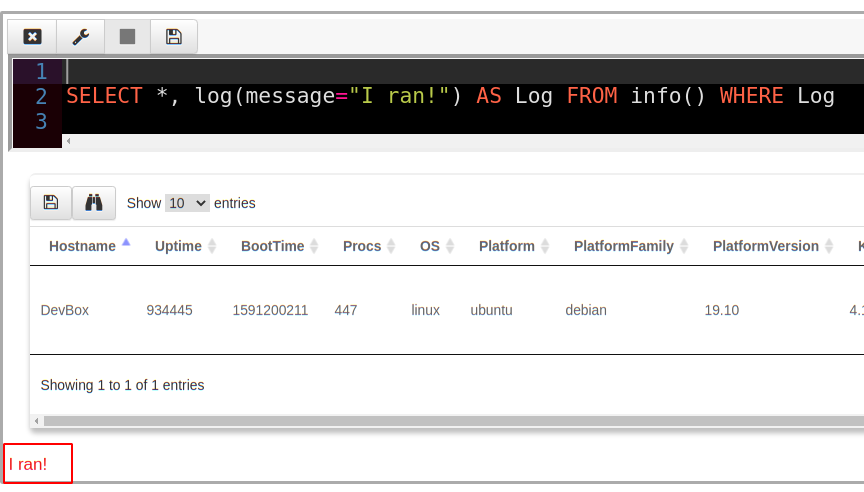 1
2 SELECT *, log(message="I ran!") AS Log FROM info() WHERE Log
3
Show 10 entries
Hostname Uptime BootTime Procs OS Platform PlatformFamily PlatformVersion K
DevBox 934445 1591200211 447 linux ubuntu debian 19.10 4.1
Showing 1 to 1 of 1 entries
I ran!